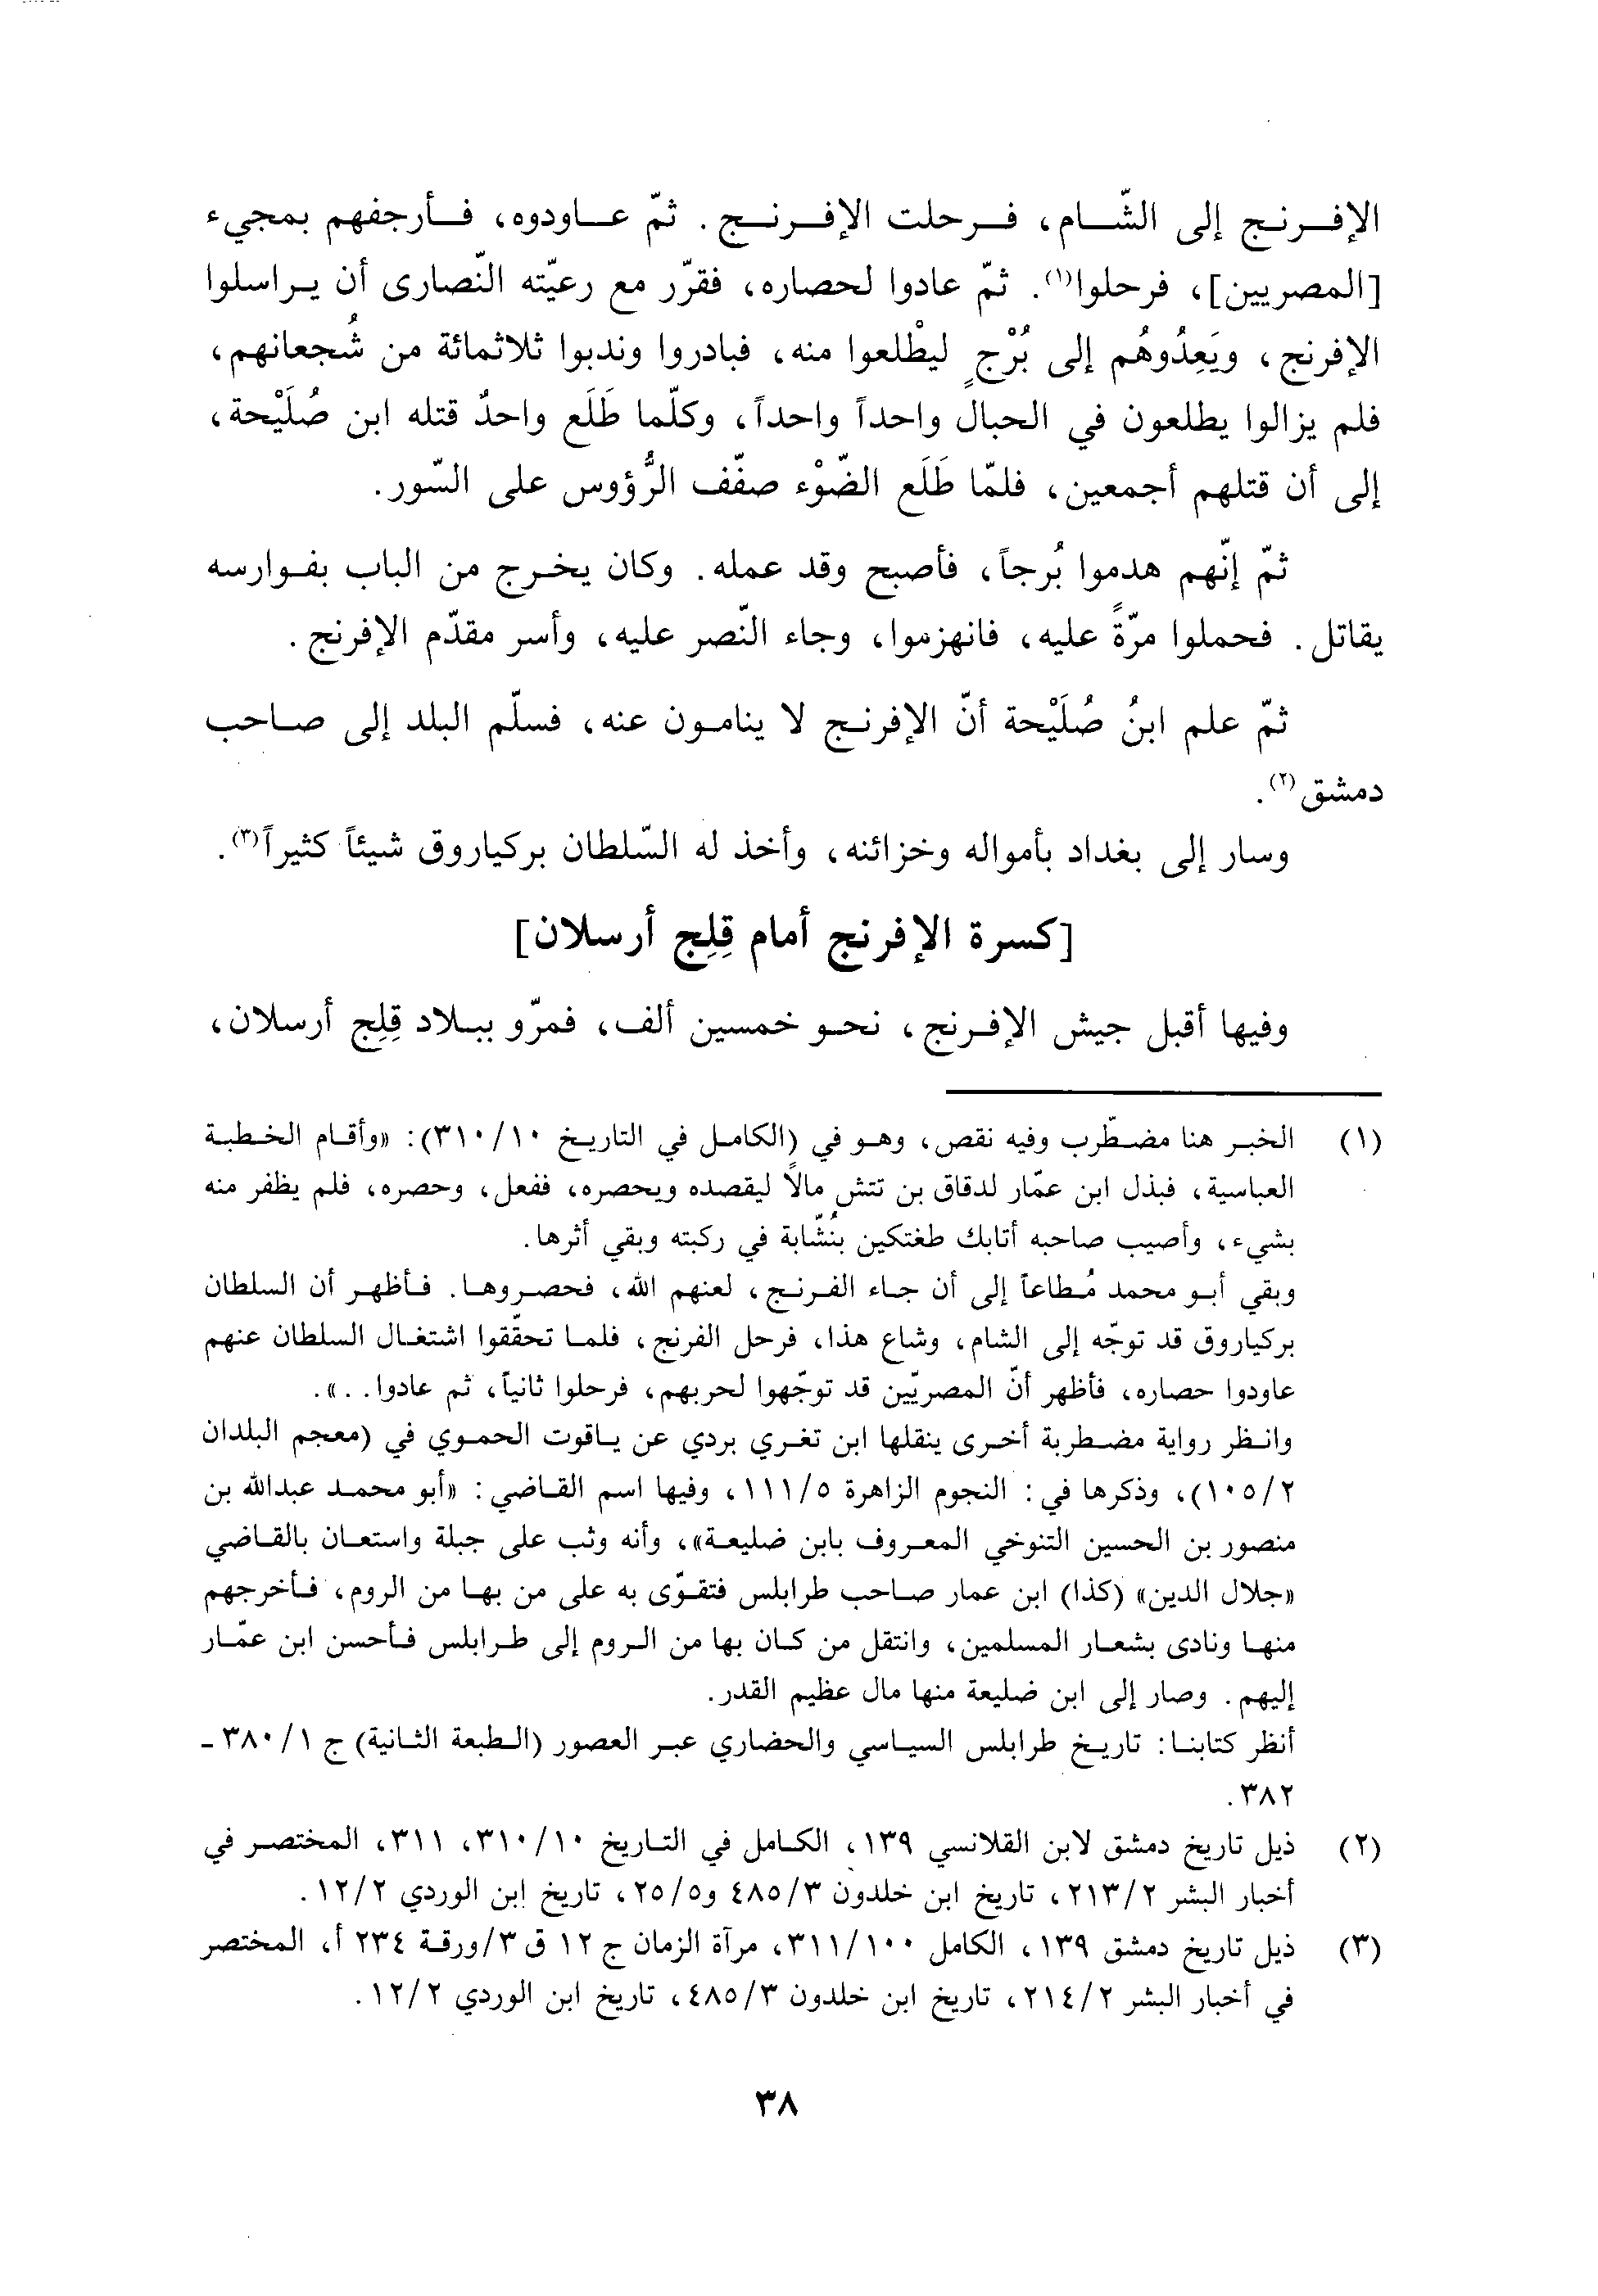 الإفرنج إلى الشّام، فرحلت الإفرنج. ثمّ عاودوه، فأرجفهم بمجيء
[المصريين]، فرحلوا(١). ثمّ عادوا لحصاره، فقرّر مع رعيّته النّصارى أن يراسلوا
الإفرنج، ويَعِدُوهُم إلى بُرْجٍ ليْطلعوا منه، فبادروا وندبوا ثلاثمائة من شُجعانهم،
فلم يزالوا يطلعون في الحبال واحداً واحداً، وكلّما طَلَع واحدٌ قتله ابن صُلَيْحة،
إلى أن قتلهم أجمعين، فلمّا طَلَع الضّوْء صفّف الرُّؤوس على السّور.
ثمّ إنّهم هدموا بُرجاً، فأصبح وقد عمله. وكان يخرج من الباب بفوارسه
يقاتل. فحملوا مرّةً عليه، فانهزموا، وجاء النّصر عليه، وأسر مقدّم الإفرنج.
ثمّ علم ابنُ صُلَيْحة أنّ الإفرنج لا ينامون عنه، فسلّم البلد إلى صاحب
دمشق(٢).
وسار إلى بغداد بأمواله وخزائنه، وأخذ له السّلطان بركياروق شيئاً كثيراً(٣).
[كسرة الإفرنج أمام قِلِج أرسلان]
وفيها أقبل جيش الإفرنج، نحو خمسين ألف، فمرّو ببلاد قِلِج أرسلان،
(١) الخبر هنا مضطّرب وفيه نقص، وهو في (الكامل في التاريخ ٣١٠/١٠): «وأقام الخطبة
العباسية، فبذل ابن عمّار لدقاق بن تتش مالاً ليقصده ويحصره، ففعل، وحصره، فلم يظفر منه
بشيء، وأصيب صاحبه أتابك طغتكين بنُشّابة في ركبته وبقي أثرها.
وبقي أبو محمد مُطاعاً إلى أن جاء الفرنج، لعنهم الله، فحصروها. فأظهر أن السلطان
بركياروق قد توجّه إلى الشام، وشاع هذا، فرحل الفرنج، فلما تحقّقوا اشتغال السلطان عنهم
عاودوا حصاره، فأظهر أنّ المصريّين قد توجّهوا لحربهم، فرحلوا ثانياً، ثم عادوا...».
وانظر رواية مضطربة أخرى ينقلها ابن تغري بردي عن ياقوت الحموي في (معجم البلدان
١٠٥/٢)، وذكرها في: النجوم الزاهرة ١١١/٥، وفيها اسم القاضي: «أبو محمد عبدالله بن
منصور بن الحسين التنوخي المعروف بابن ضليعة»، وأنه وثب على جبلة واستعان بالقاضي
«جلال الدين» (كذا) ابن عمار صاحب طرابلس فتقوّى به على من بها من الروم، فأخرجهم
منها ونادى بشعار المسلمين، وانتقل من كان بها من الروم إلى طرابلس فأحسن ابن عمّار
إليهم. وصار إلى ابن ضليعة منها مال عظيم القدر.
أنظر كتابنا: تاريخ طرابلس السياسي والحضاري عبر العصور (الطبعة الثانية) ج ٣٨٠/١ -
٣٨٢.
(٢) ذيل تاريخ دمشق لابن القلانسي ١٣٩، الكامل في التاريخ ٣١٠/١٠، ٣١١، المختصر في
أخبار البشر ٢١٣/٢، تاريخ ابن خلدون ٤٨٥/٣ و٢٥/٥، تاريخ إبن الوردي ١٢/٢.
(٣) ذيل تاريخ دمشق ١٣٩، الكامل ٣١١/١٠٠، مرآة الزمان ج ١٢ ق ٣/ورقة ٢٣٤ أ، المختصر
في أخبار البشر ٢١٤/٢، تاريخ ابن خلدون ٤٨٥/٣، تاريخ ابن الوردي ١٢/٢.
٣٨